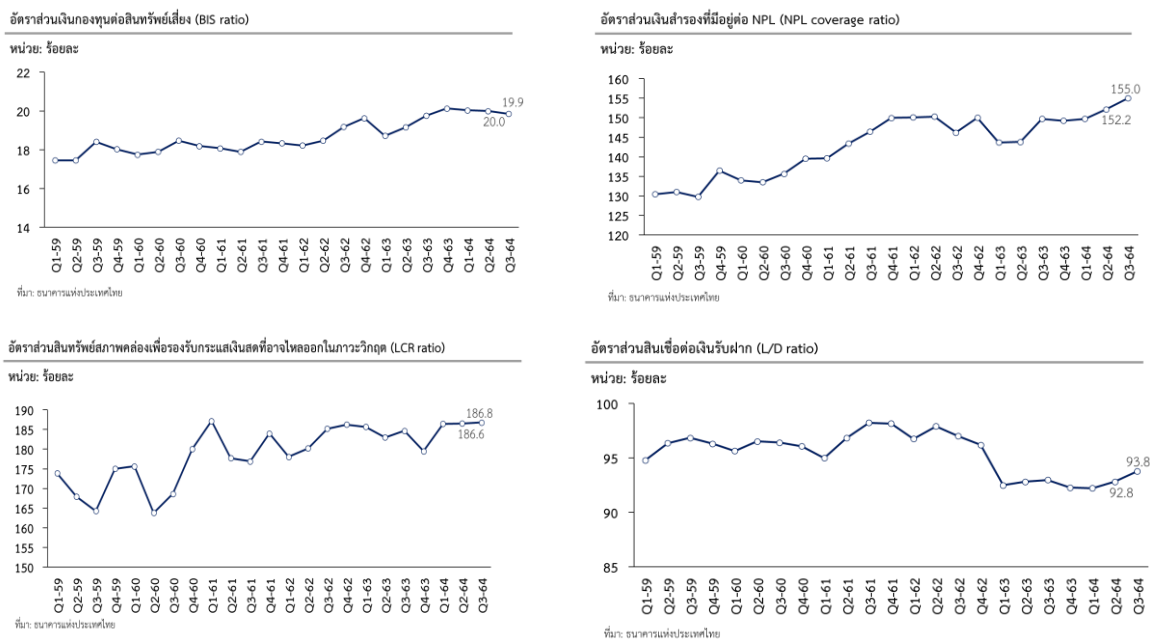 อัตราส่วนเงินกองทุนต่อสินทรัพย์เสี่ยง (BIS ratio)
หน่วย: ร้อยละ
22
20
18
16
14
19.9
20.0
Q1-59
Q2-59
Q3-59
Q4-59
Q1-60
Q2-60
Q3-60
Q4-60
Q1-61
Q2-61
Q3-61
Q4-61
Q1-62
Q2-62
Q3-62
Q4-62
Q1-63
Q2-63
Q3-63
Q4-63
Q1-64
Q2-64
Q3-64
ที่มา: ธนาคารแห่งประเทศไทย
อัตราส่วนเงินสำรองที่มีอยู่ต่อ NPL (NPL coverage ratio)
หน่วย: ร้อยละ
160
155
150
145
140
135
130
125
120
155.0
152.2
Q1-59
Q2-59
Q3-59
Q4-59
Q1-60
Q2-60
Q3-60
Q4-60
Q1-61
Q2-61
Q3-61
Q4-61
Q1-62
Q2-62
Q3-62
Q4-62
Q1-63
Q2-63
Q3-63
Q4-63
Q1-64
Q2-64
Q3-64
ที่มา: ธนาคารแห่งประเทศไทย
อัตราส่วนสินทรัพย์สภาพคล่องเพื่อรองรับกระแสเงินสดที่อาจไหลออกในภาวะวิกฤต (LCR ratio)
หน่วย: ร้อยละ
190
185
180
175
170
165
160
155
150
186.8
186.6
Q1-59
Q2-59
Q3-59
Q4-59
Q1-60
Q2-60
Q3-60
Q4-60
Q1-61
Q2-61
Q3-61
Q4-61
Q1-62
Q2-62
Q3-62
Q4-62
Q1-63
Q2-63
Q3-63
Q4-63
Q1-64
Q2-64
Q3-64
ที่มา: ธนาคารแห่งประเทศไทย
อัตราส่วนสินเชื่อต่อเงินรับฝาก (L/D ratio)
หน่วย: ร้อยละ
100
95
90
85
93.8
92.8
Q1-59
Q2-59
Q3-59
Q4-59
Q1-60
Q2-60
Q3-60
Q4-60
Q1-61
Q2-61
Q3-61
Q4-61
Q1-62
Q2-62
Q3-62
Q4-62
Q1-63
Q2-63
Q3-63
Q4-63
Q1-64
Q2-64
Q3-64
ที่มา: ธนาคารแห่งประเทศไทย